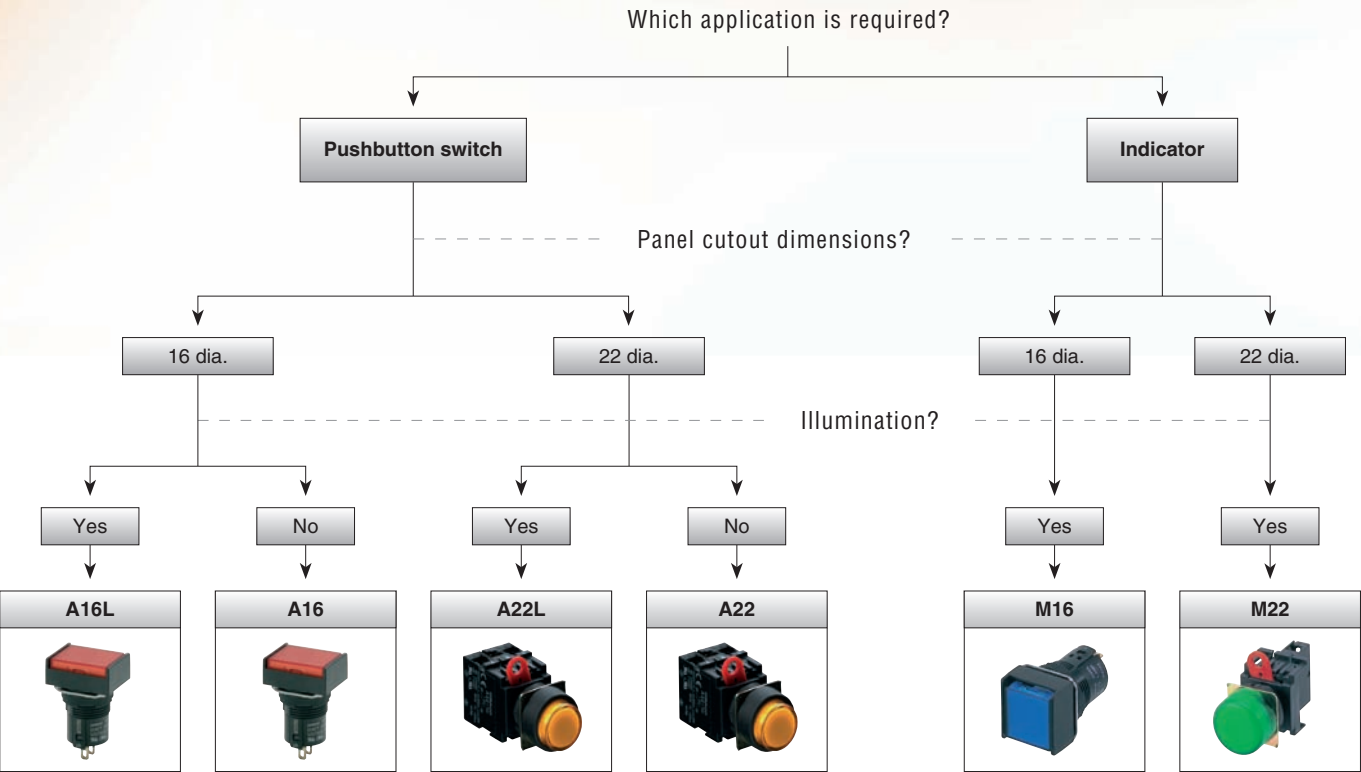 Which application is required?
Pushbutton switch
Indicator
Panel cutout dimensions?
16 dia.
22 dia.
16 dia.
22 dia.
Illumination?
Yes
No
Yes
No
Yes
Yes
A16L
A16
A22L
A22
M16
M22